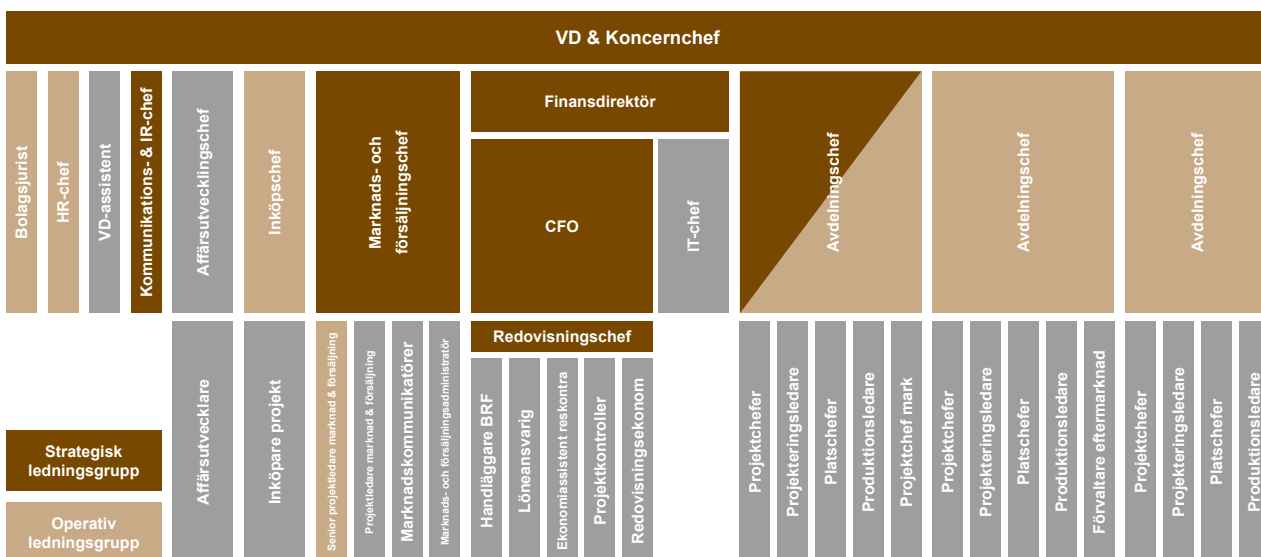 VD & Koncernchef
Bolagsjurist
HR-chef
VD-assistent
Kommunikations- & IR-chef
Affärsutvecklingschef
Inköpschef
Marknads- och
försäljningschef
Finansdirektör
CFO
IT-chef
Avdelningschef
Avdelningschef
Avdelningschef
Redovisningschef
Affärsutvecklare
Inköpare projekt
Senior projektledare marknad & försäljning
Projektledare marknad & försäljning
Marknadskommunikatörer
Marknads- och försäljningsadministratör
Handläggare BRF
Löneansvarig
Ekonomiassistent reskontra
Projektkontroller
Redovisningsekonom
Projektchefer
Projekteringsledare
Platschefer
Produktionsledare
Projektchef mark
Projektchefer
Projekteringsledare
Platschefer
Produktionsledare
Förvaltare eftermarknad
Projektchefer
Projekteringsledare
Platschefer
Produktionsledare
Strategisk
ledningsgrupp
Operativ
ledningsgrupp